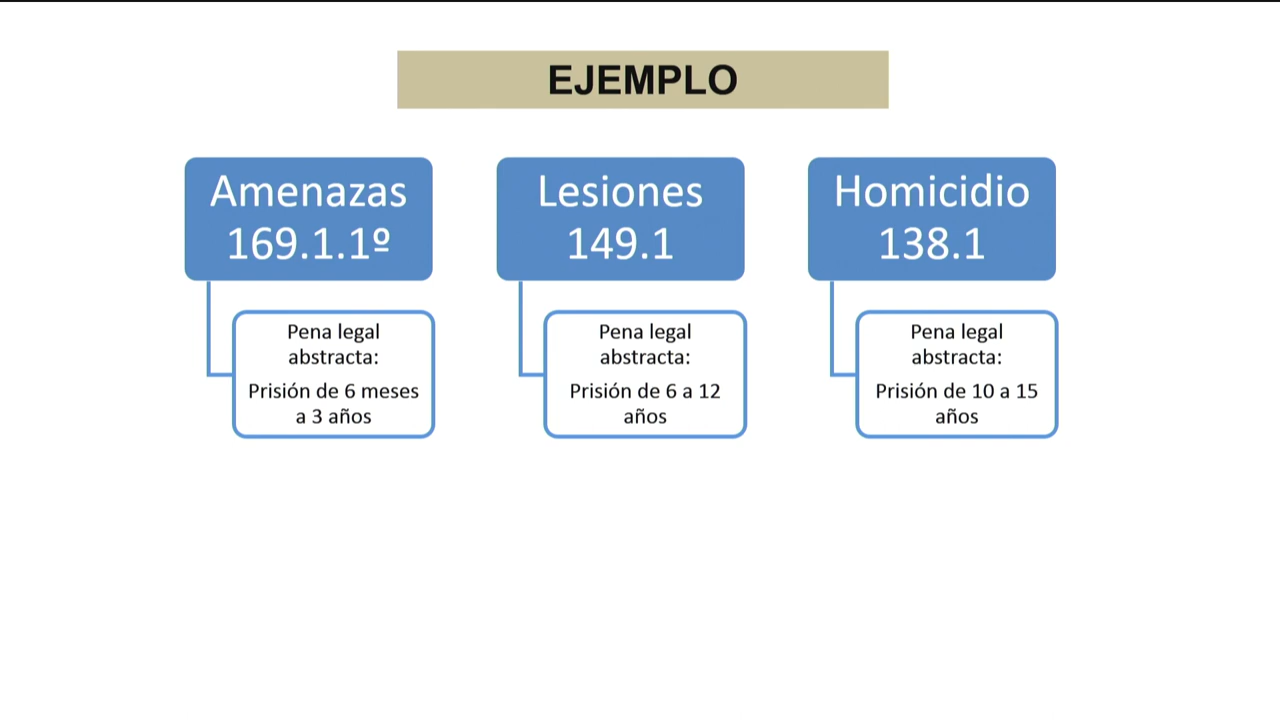 EJEMPLO
Amenazas
169.1.1º
Pena legal
abstracta:
Prisión de 6 meses
a 3 años
Lesiones
149.1
Pena legal
abstracta:
Prisión de 6 a 12
años
Homicidio
138.1
Pena legal
abstracta:
Prisión de 10 a 15
años